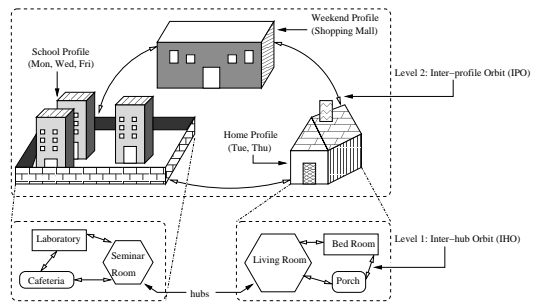 Weekend Profile
(Shopping Mall)
School Profile
(Mon, Wed, Fri)
Level 2: Inter-profile Orbit (IPO)
Home Profile
(Tue, Thu)
Laboratory
Seminar
Room
Cafeteria
hubs
Living Room
Bed Room
Porch
Level 1: Inter-hub Orbit (IHO)